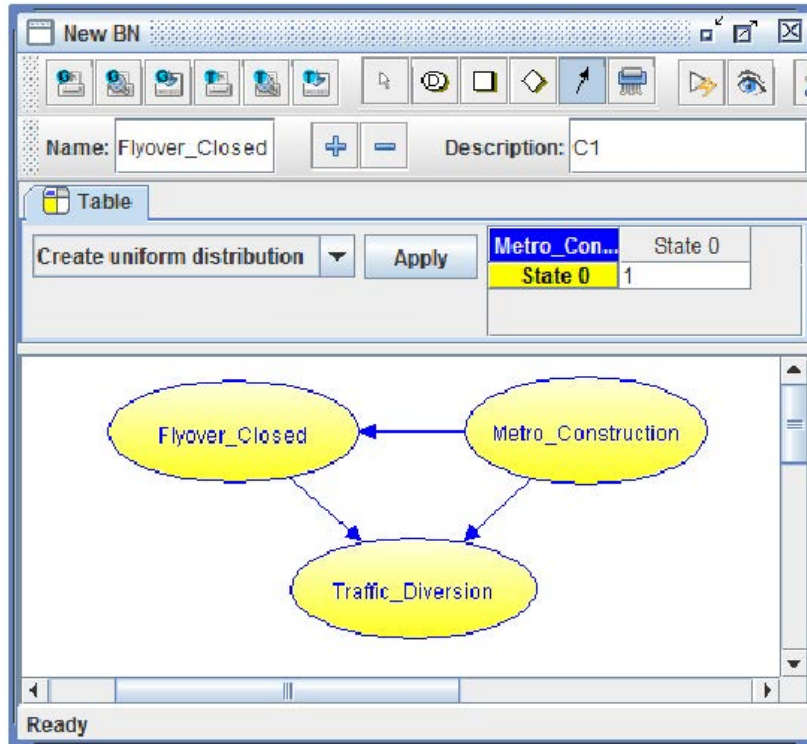 New BN
Name: Flyover_Closed Description: C1
Table
Create uniform distribution Apply
Metro_Con... State 0
State 0 1
Flyover_Closed
Metro_Construction
Traffic_Diversion
Ready